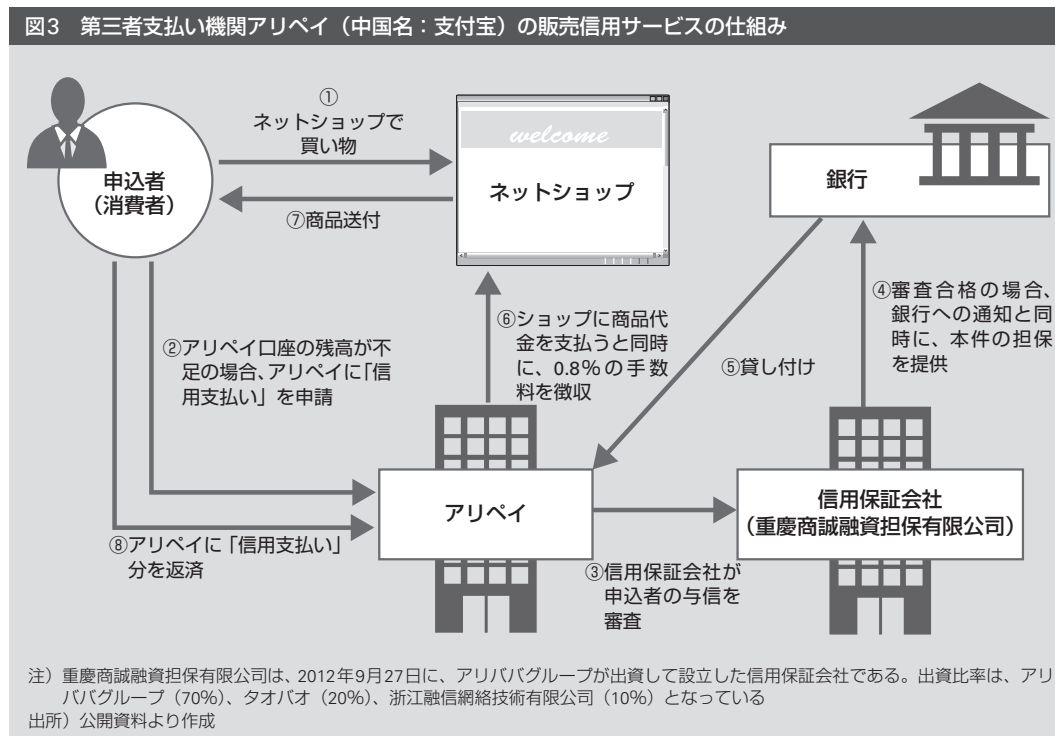 図3 第三者支払い機関アリペイ（中国名：支付宝）の販売信用サービスの仕組み
①
ネットショップで
買い物
welcome
ネットショップ
銀行
申込者
（消費者）
⑦商品送付
②アリペイ口座の残高が不
足の場合、アリペイに「信
用支払い」を申請
⑥ショップに商品代
金を支払うと同時
に、0.8％の手数
料を徴収
⑤貸し付け
④審査合格の場合、
銀行への通知と同
時に、本件の担保
を提供
アリペイ
信用保証会社
（重慶商誠融資担保有限公司）
⑧アリペイに「信用支払い」
分を返済
③信用保証会社が
申込者の与信を
審査
注）重慶商誠融資担保有限公司は、2012年9月27日に、アリババグループが出資して設立した信用保証会社である。出資比率は、アリ
ババグループ（70％）、タオバオ（20％）、浙江融信網絡技術有限公司（10％）となっている
出所）公開資料より作成